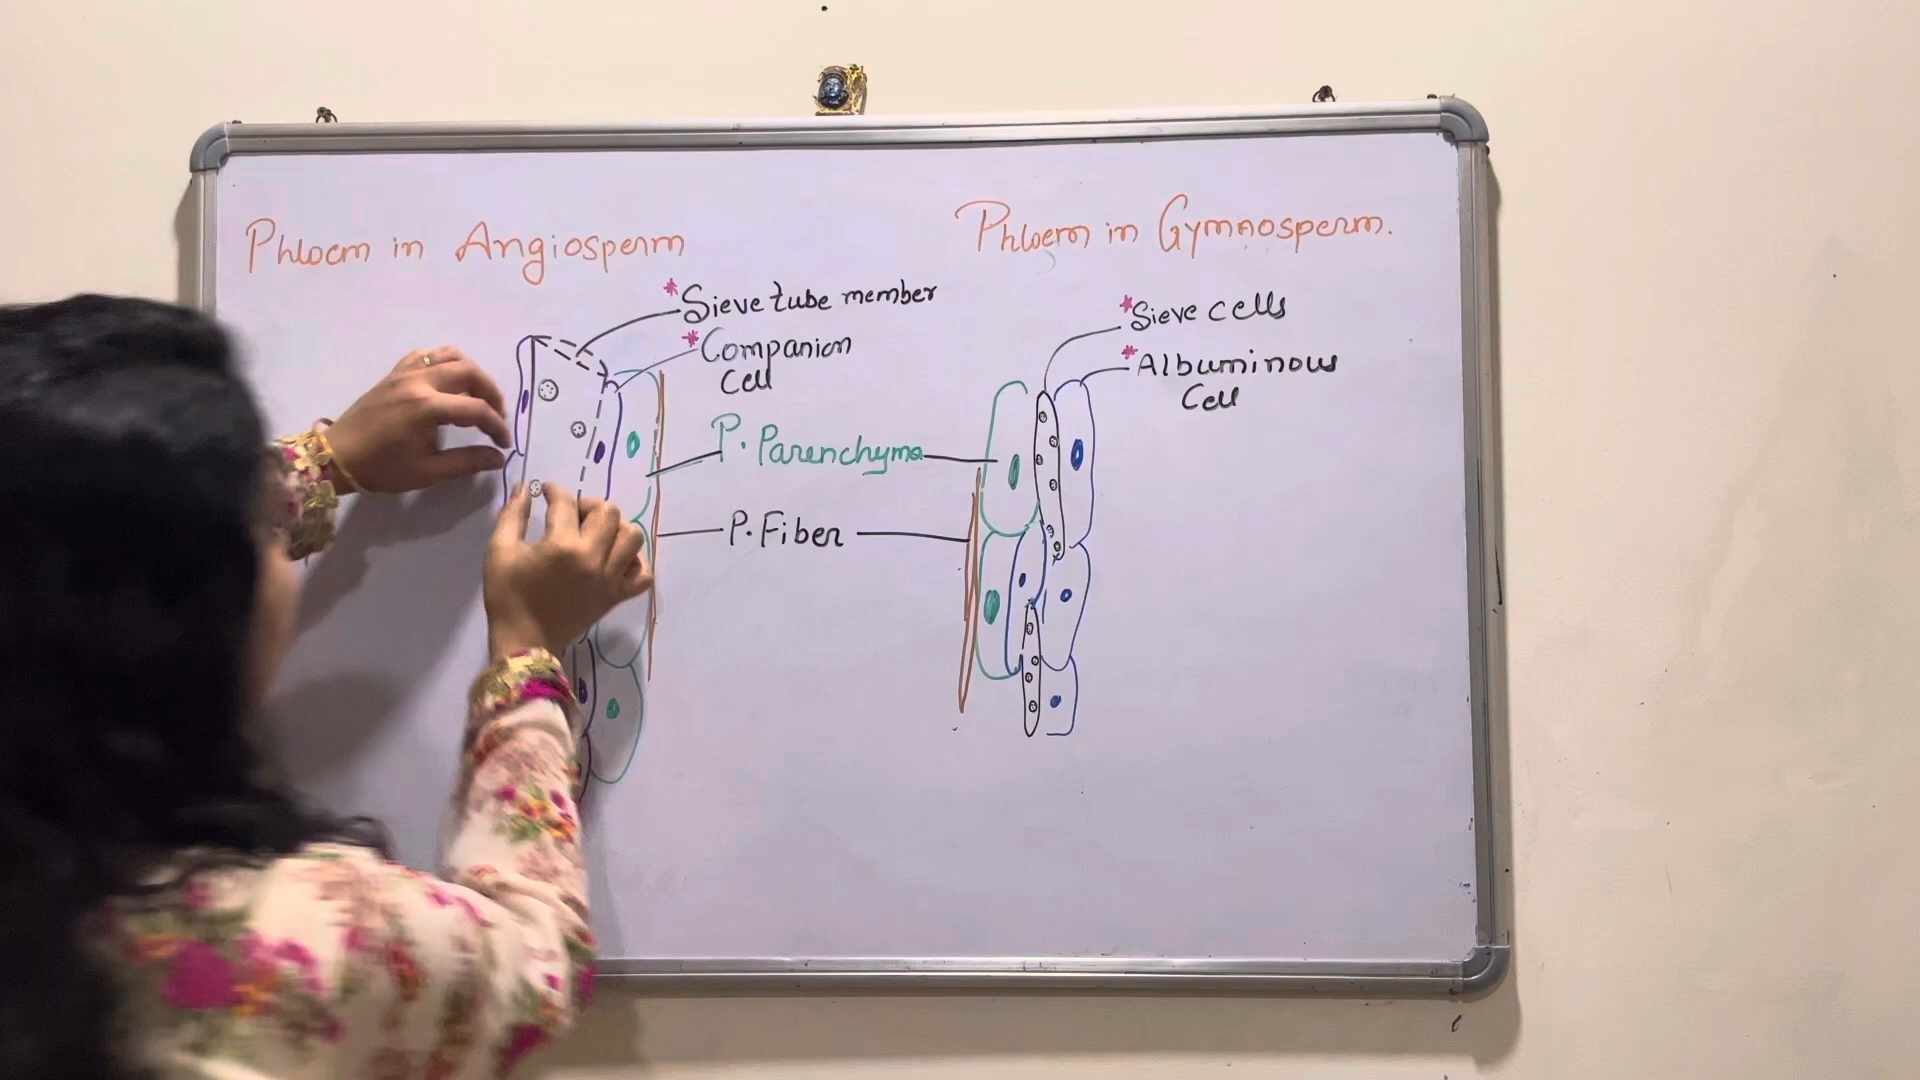 Phloem in Angiosperm
*Sieve tube member
*Companion
Cell
P. Parenchyma
P. Fiber
Phloem in Gymnosperm.
*Sieve cells
*Albuminous
Cell